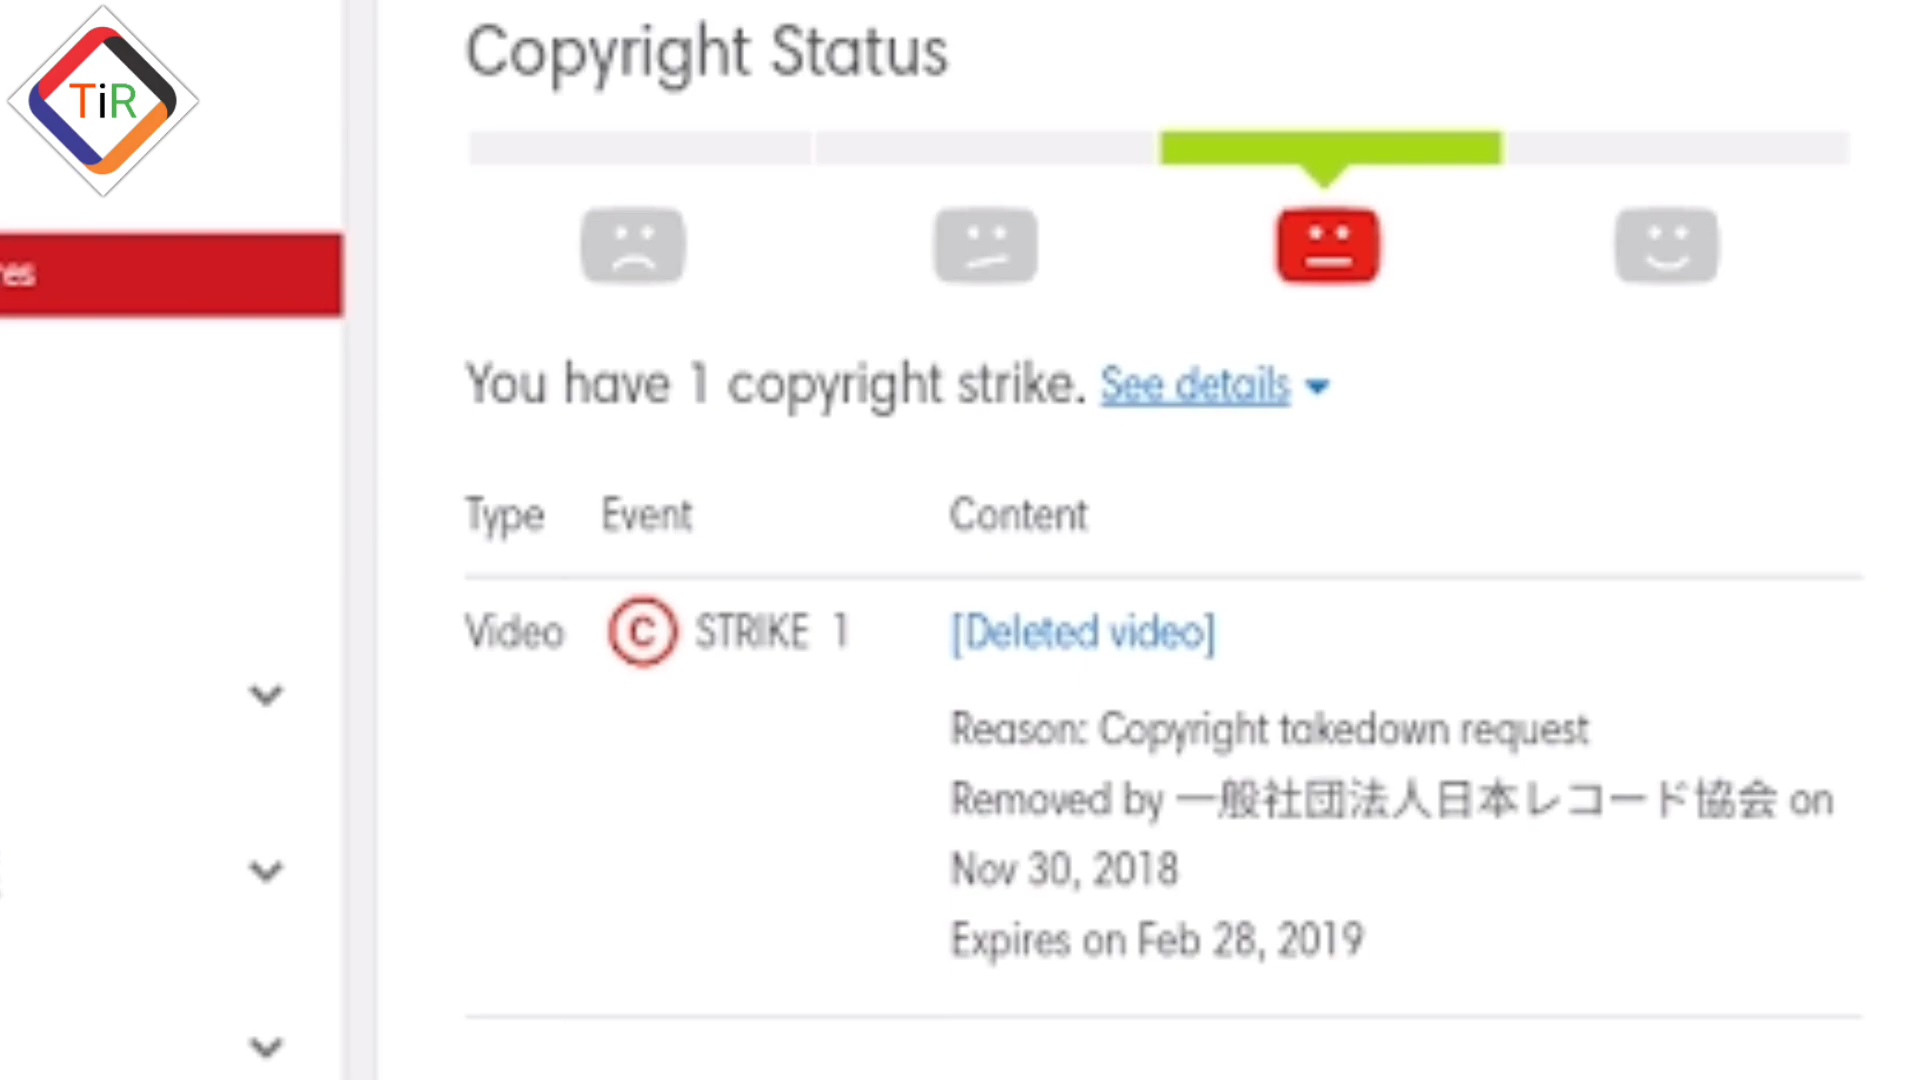 TiR
Copyright Status
res
You have 1 copyright strike. See details
Type Event Content
Video C STRIKE 1 [Deleted video]
Reason: Copyright takedown request
Removed by 一般社団法人日本レコード協会 on
Nov 30, 2018
Expires on Feb 28, 2019